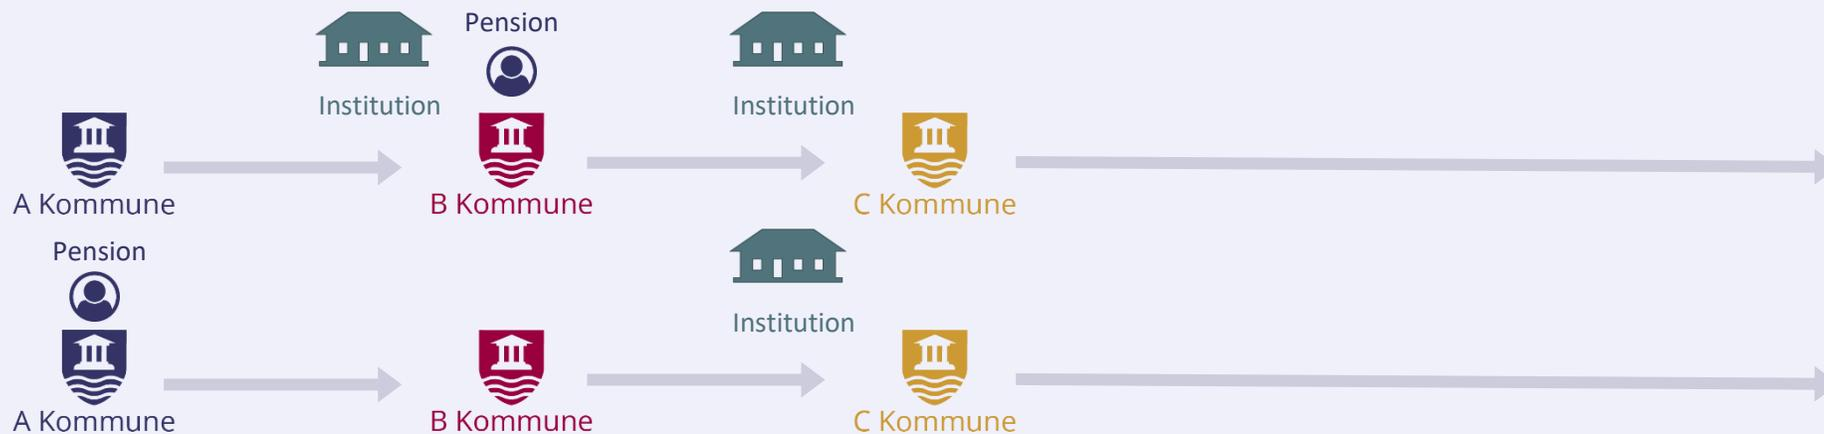 Pension
Institution
Institution
A Kommune
B Kommune
C Kommune
Pension
Institution
A Kommune
B Kommune
C Kommune